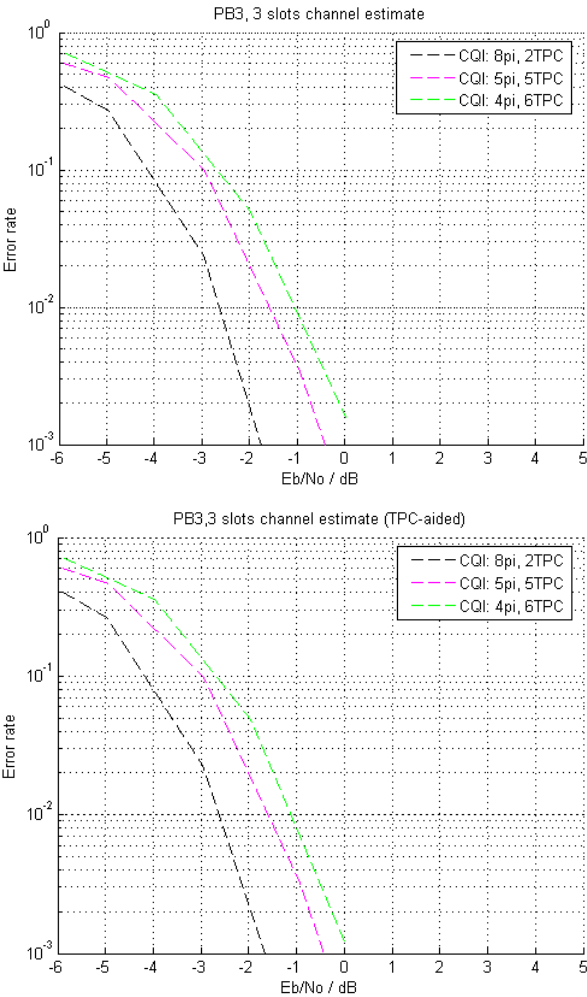 PB3, 3 slots channel estimate
10^0
CQI: 8pi, 2TPC
CQI: 5pi, 5TPC
CQI: 4pi, 6TPC
10^-1
Error rate
10^-2
10^-3
-6 -5 -4 -3 -2 -1 0 1 2 3 4 5
Eb/No / dB
PB3,3 slots channel estimate (TPC-aided)
10^0
CQI: 8pi, 2TPC
CQI: 5pi, 5TPC
CQI: 4pi, 6TPC
10^-1
Error rate
10^-2
10^-3
-6 -5 -4 -3 -2 -1 0 1 2 3 4 5
Eb/No / dB